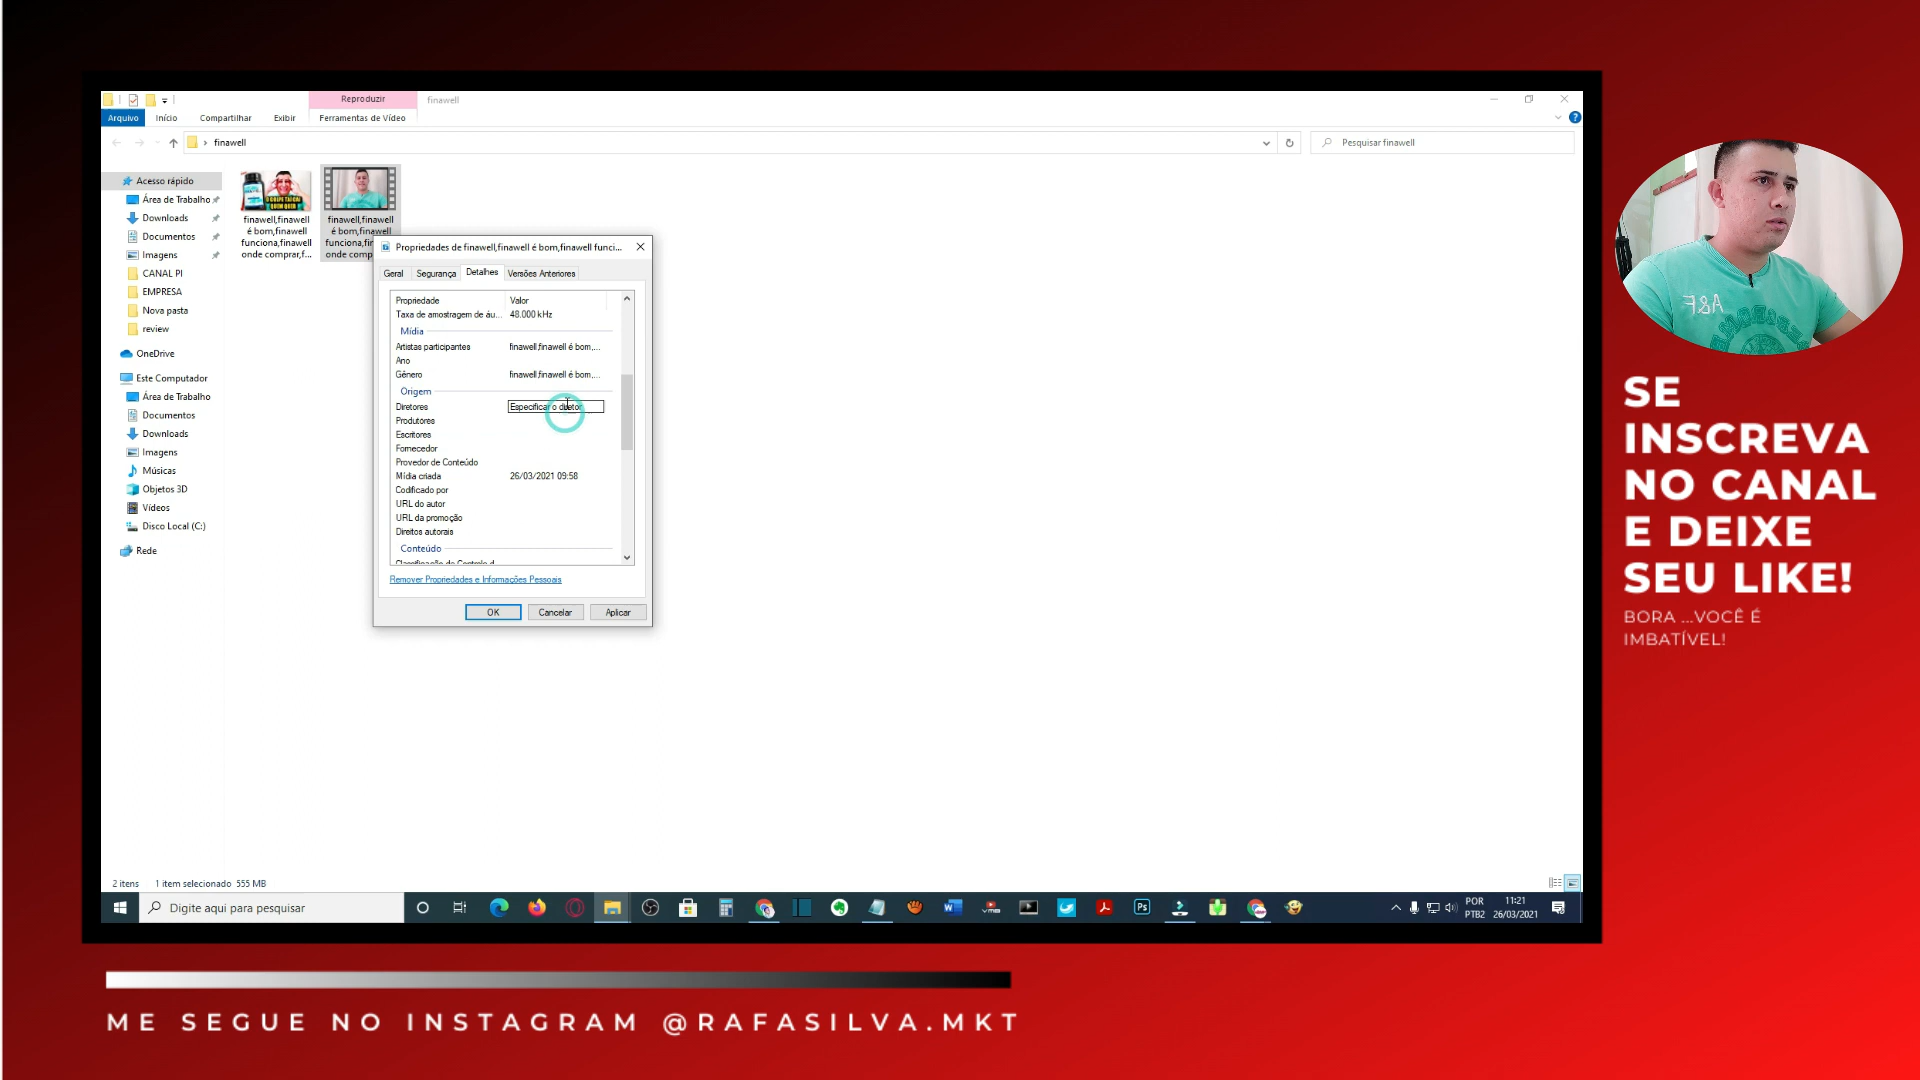 Reproduzir
finawell
Arquivo
Início
Compartilhar
Exibir
Ferramentas de Vídeo
finawell
Pesquisar finawell
Acesso rápido
Área de Trabalho
Downloads
Documentos
Imagens
CANAL PI
EMPRESA
Nova pasta
review
OneDrive
Este Computador
Área de Trabalho
Documentos
Downloads
Imagens
Músicas
Objetos 3D
Vídeos
Disco Local (C:)
Rede
finawell,finawell
é bom,finawell
funciona,finawell
onde comprar,f...
finawell,finawell
é bom,finawell
Propriedades de finawell,finawell é bom,finawell funci...
Geral
Segurança
Detalhes
Versões Anteriores
Propriedade
Valor
Taxa de amostragem de áu...
48.000 kHz
Mídia
Artistas participantes
finawell,finawell é bom,...
Ano
Gênero
finawell,finawell é bom,...
Origem
Diretores
Especificar o diretor
Produtores
Escritores
Fornecedor
Provedor de Conteúdo
Mídia criada
26/03/2021 09:58
Codificado por
URL do autor
URL da promoção
Direitos autorais
Conteúdo
Remover Propriedades e Informações Pessoais
OK
Cancelar
Aplicar
2 itens
1 item selecionado 555 MB
Digite aqui para pesquisar
POR
PTB2
11:21
26/03/2021
SE
INSCREVA
NO CANAL
E DEIXE
SEU LIKE!
BORA ...VOCÊ É
IMBATÍVEL!
ME SEGUE NO INSTAGRAM @RAFASILVA.MKT